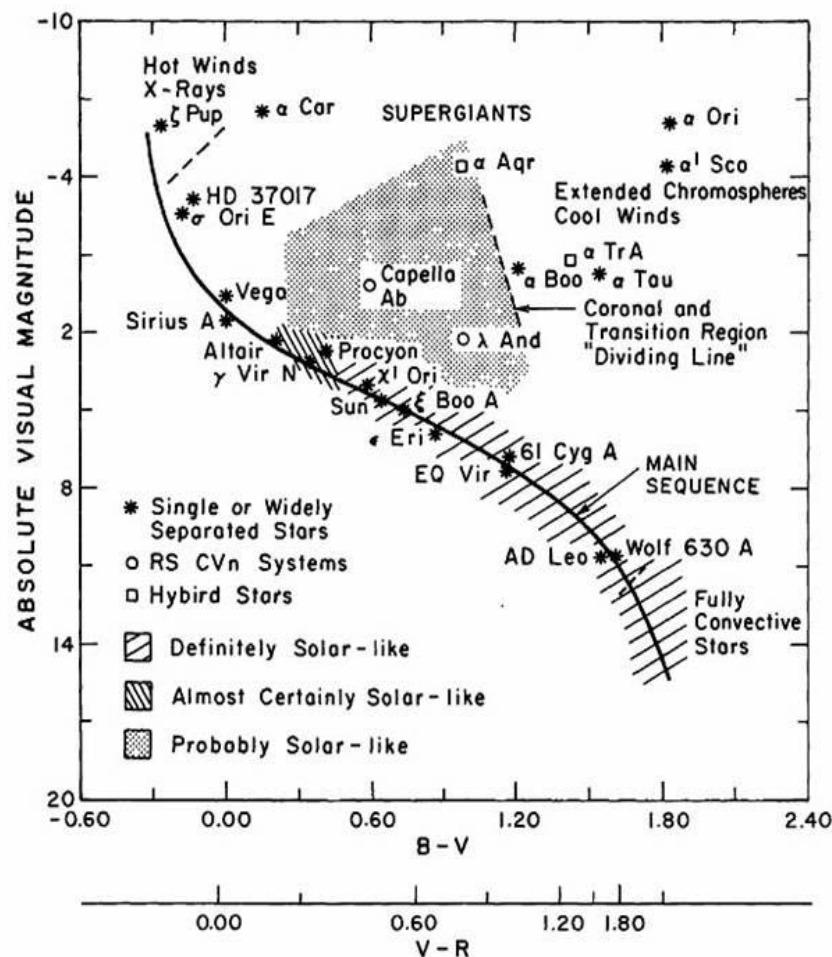 -10
Hot Winds
X-Rays
ζ Pup
α Car
SUPERGIANTS
α Ori
-4
α Aqr
α' Sco
Extended Chromospheres
Cool Winds
HD 37017
σ Ori E
α TrA
α Boo
α Tau
Vega
Capella
Ab
Coronal and
Transition Region
"Dividing Line"
Sirius A
2
Altair
Procyon
λ And
γ Vir N
χ' Ori
Sun
ξ Boo A
ϵ Eri
61 Cyg A
EQ Vir
MAIN
SEQUENCE
8
AD Leo
Wolf 630 A
Fully
Convective
Stars
ABSOLUTE VISUAL MAGNITUDE
Single or Widely
Separated Stars
RS CVn Systems
Hybird Stars
14
Definitely Solar-like
Almost Certainly Solar-like
Probably Solar-like
20
-0.60 0.00 0.60 1.20 1.80 2.40
B-V
0.00 0.60 1.20 1.80
V-R